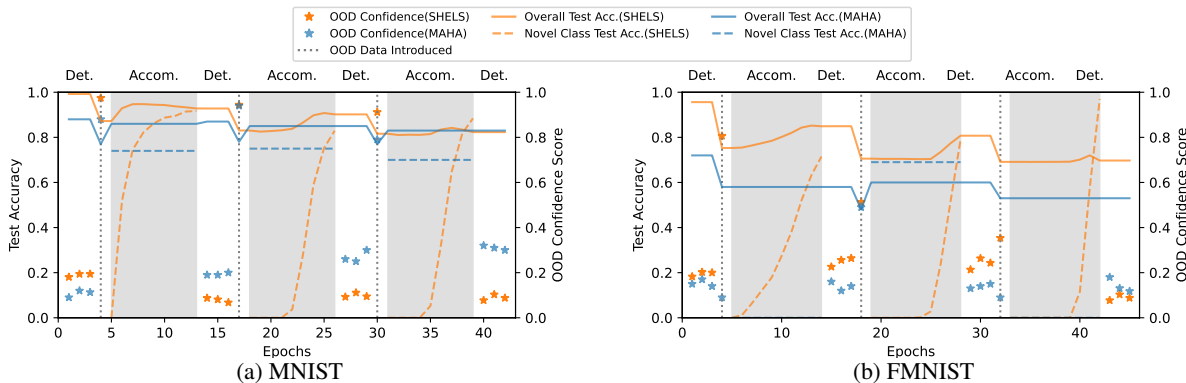 OOD Confidence(SHELS)
OOD Confidence(MAHA)
OOD Data Introduced
Overall Test Acc.(SHELS)
Novel Class Test Acc.(SHELS)
Overall Test Acc.(MAHA)
Novel Class Test Acc.(MAHA)
Det. Accom. Det. Accom. Det. Accom. Det.
1.0
0.8
0.6
0.4
0.2
0.0
Test Accuracy
0 5 10 15 20 25 30 35 40
Epochs
1.0
0.8
0.6
0.4
0.2
0.0
OOD Confidence Score
(a) MNIST
Det. Accom. Det. Accom. Det. Accom. Det.
1.0
0.8
0.6
0.4
0.2
0.0
Test Accuracy
0 10 20 30 40
Epochs
1.0
0.8
0.6
0.4
0.2
0.0
OOD Confidence Score
(b) FMNIST